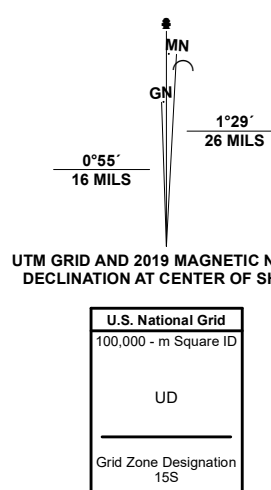 MN
GN
1°29´
26 MILS
0°55´
16 MILS
UTM GRID AND 2019 MAGNETIC N
DECLINATION AT CENTER OF SH
U.S. National Grid
100,000 - m Square ID
UD
Grid Zone Designation
15S